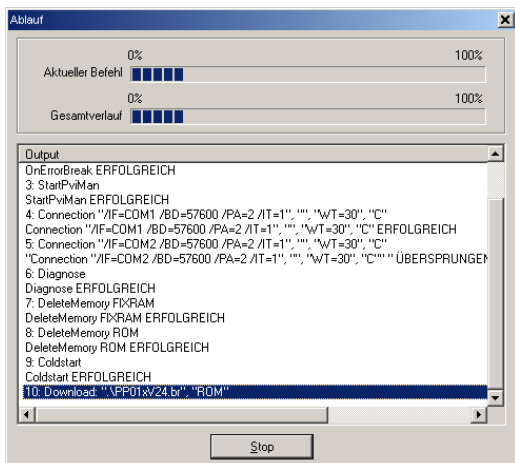 Ablauf
0% 100%
Aktueller Befehl
0% 100%
Gesamtverlauf
Output
OnErrorBreak ERFOLGREICH
3: StartPviMan
StartPviMan ERFOLGREICH
4: Connection "/IF=COM1 /BD=57600 /PA=2 /IT=1", "", "WT=30", "C"
Connection "/IF=COM1 /BD=57600 /PA=2 /IT=1", "", "WT=30", "C" ERFOLGREICH
5: Connection "/IF=COM2 /BD=57600 /PA=2 /IT=1", "", "WT=30", "C"
"Connection "/IF=COM2 /BD=57600 /PA=2 /IT=1", "", "WT=30", "C"" " ÜBERSPRUNGEN
6: Diagnose
Diagnose ERFOLGREICH
7: DeleteMemory FIXRAM
DeleteMemory FIXRAM ERFOLGREICH
8: DeleteMemory ROM
DeleteMemory ROM ERFOLGREICH
9: Coldstart
Coldstart ERFOLGREICH
10: Download: ".\PP01xV24.br", "ROM"
Stop